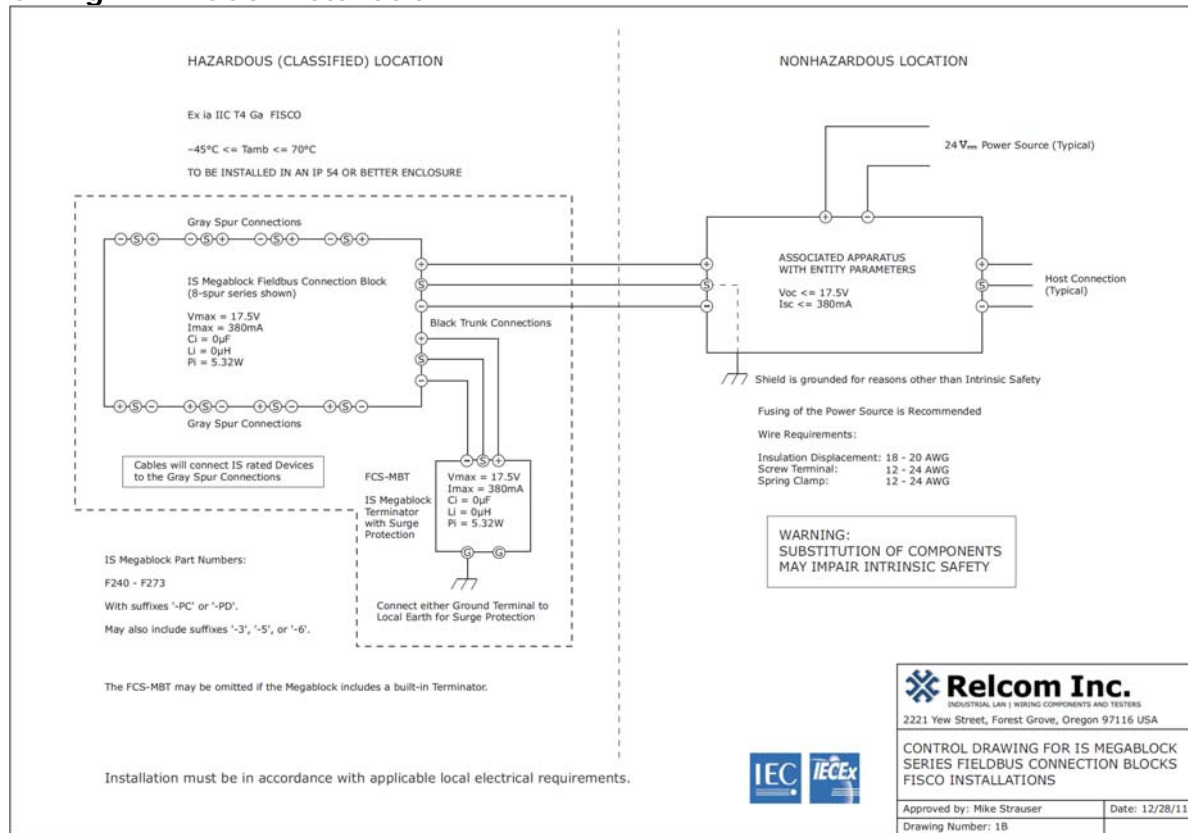 HAZARDOUS (CLASSIFIED) LOCATION
Ex ia IIC T4 Ga FISCO
-45°C <= Tamb <= 70°C
TO BE INSTALLED IN AN IP 54 OR BETTER ENCLOSURE
Gray Spur Connections
- S + - S + - S + - S +
IS Megablock Fieldbus Connection Block
(8-spur series shown)
Vmax = 17.5V
Imax = 380mA
Ci = 0µF
Li = 0µH
Pi = 5.32W
+
S
-
+
S
-
Black Trunk Connections
+ S - + S - + S - + S -
Gray Spur Connections
Cables will connect IS rated Devices
to the Gray Spur Connections
FCS-MBT
IS Megablock
Terminator
with Surge
Protection
- S +
Vmax = 17.5V
Imax = 380mA
Ci = 0µF
Li = 0µH
Pi = 5.32W
G G
Connect either Ground Terminal to
Local Earth for Surge Protection
IS Megablock Part Numbers:
F240 - F273
With suffixes '-PC' or '-PD'.
May also include suffixes '-3', '-5', or '-6'.
The FCS-MBT may be omitted if the Megablock includes a built-in Terminator.
Installation must be in accordance with applicable local electrical requirements.
NONHAZARDOUS LOCATION
24 V Power Source (Typical)
+ -
+
S
-
ASSOCIATED APPARATUS
WITH ENTITY PARAMETERS
Voc <= 17.5V
Isc <= 380mA
+
S
-
Host Connection
(Typical)
Shield is grounded for reasons other than Intrinsic Safety
Fusing of the Power Source is Recommended
Wire Requirements:
Insulation Displacement: 18 - 20 AWG
Screw Terminal: 12 - 24 AWG
Spring Clamp: 12 - 24 AWG
WARNING:
SUBSTITUTION OF COMPONENTS
MAY IMPAIR INTRINSIC SAFETY
IEC
IECEx
Relcom Inc.
INDUSTRIAL LAN | WIRING COMPONENTS AND TESTERS
2221 Yew Street, Forest Grove, Oregon 97116 USA
CONTROL DRAWING FOR IS MEGABLOCK
SERIES FIELDBUS CONNECTION BLOCKS
FISCO INSTALLATIONS
Approved by: Mike Strauser
Date: 12/28/11
Drawing Number: 1B